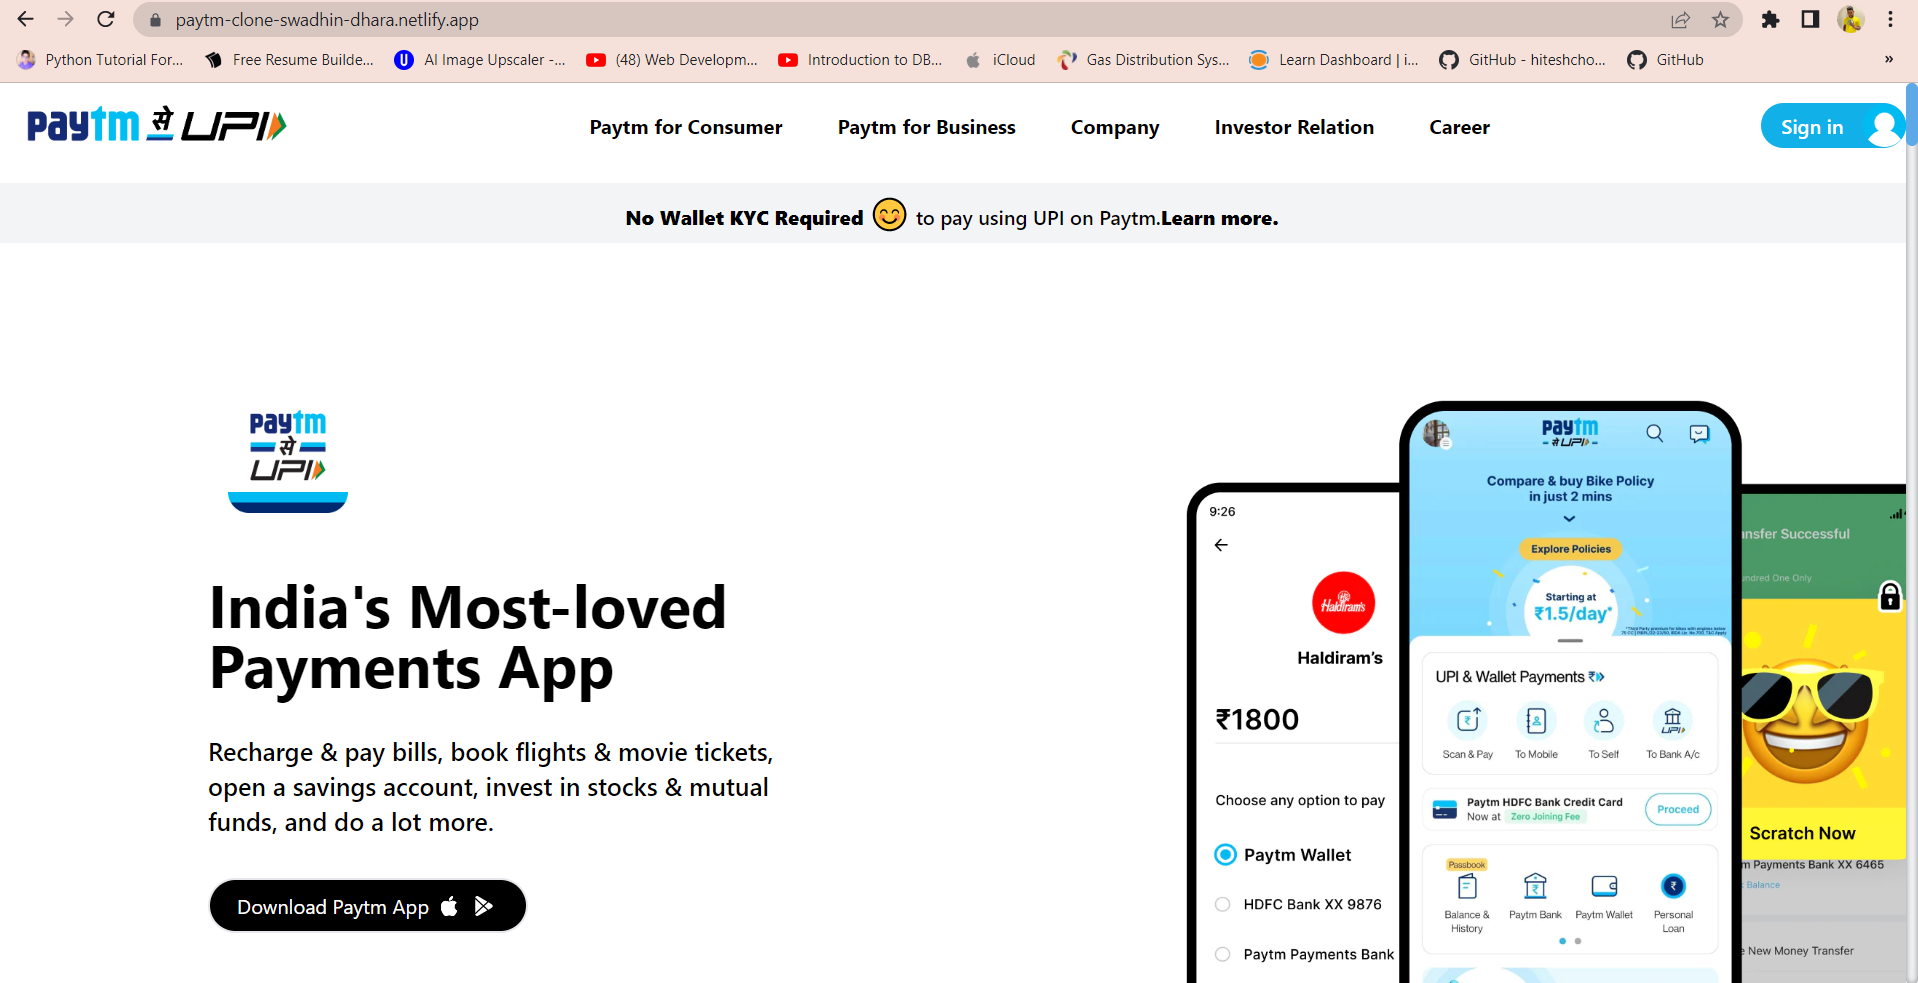 paytm-clone-swadhin-dhara.netlify.app
Python Tutorial For... Free Resume Builde... AI Image Upscaler -... (48) Web Developm... Introduction to DB... iCloud Gas Distribution Sys... Learn Dashboard | i... GitHub - hiteshcho... GitHub »
paytm से UPI Paytm for Consumer Paytm for Business Company Investor Relation Career Sign in
No Wallet KYC Required 😊 to pay using UPI on Paytm.Learn more.
paytm
से
UPI
India's Most-loved
Payments App
Recharge & pay bills, book flights & movie tickets,
open a savings account, invest in stocks & mutual
funds, and do a lot more.
Download Paytm App
9:26
Haldiram's
Haldiram's
₹1800
Choose any option to pay
Paytm Wallet
HDFC Bank XX 9876
Paytm Payments Bank
paytm
से UPI
Compare & buy Bike Policy
in just 2 mins
Explore Policies
Starting at
₹1.5/day*
UPI & Wallet Payments
Scan & Pay To Mobile To Self To Bank A/c
Paytm HDFC Bank Credit Card
Now at Zero Joining Fee
Proceed
Passbook
Balance &
History
Paytm Bank Paytm Wallet Personal
Loan
nsfer Successful
undred One Only
Scratch Now
m Payments Bank XX 6465
Balance
e New Money Transfer